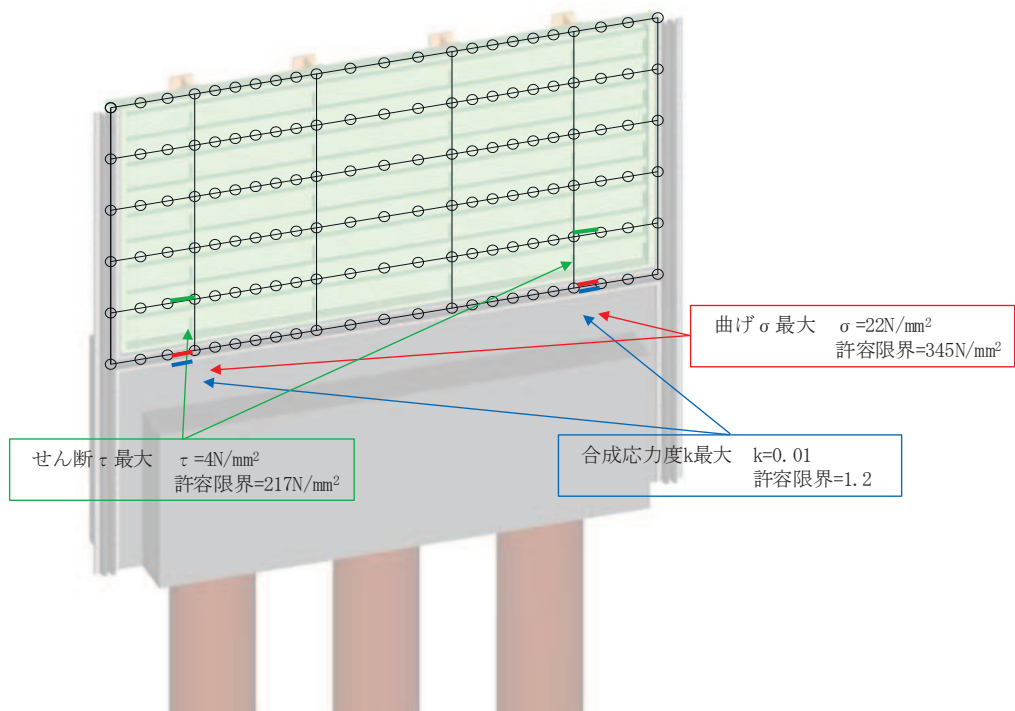 曲げσ最大　σ=22N/mm²
許容限界=345N/mm²
せん断τ最大　τ=4N/mm²
許容限界=217N/mm²
合成応力度k最大　k=0.01
許容限界=1.2